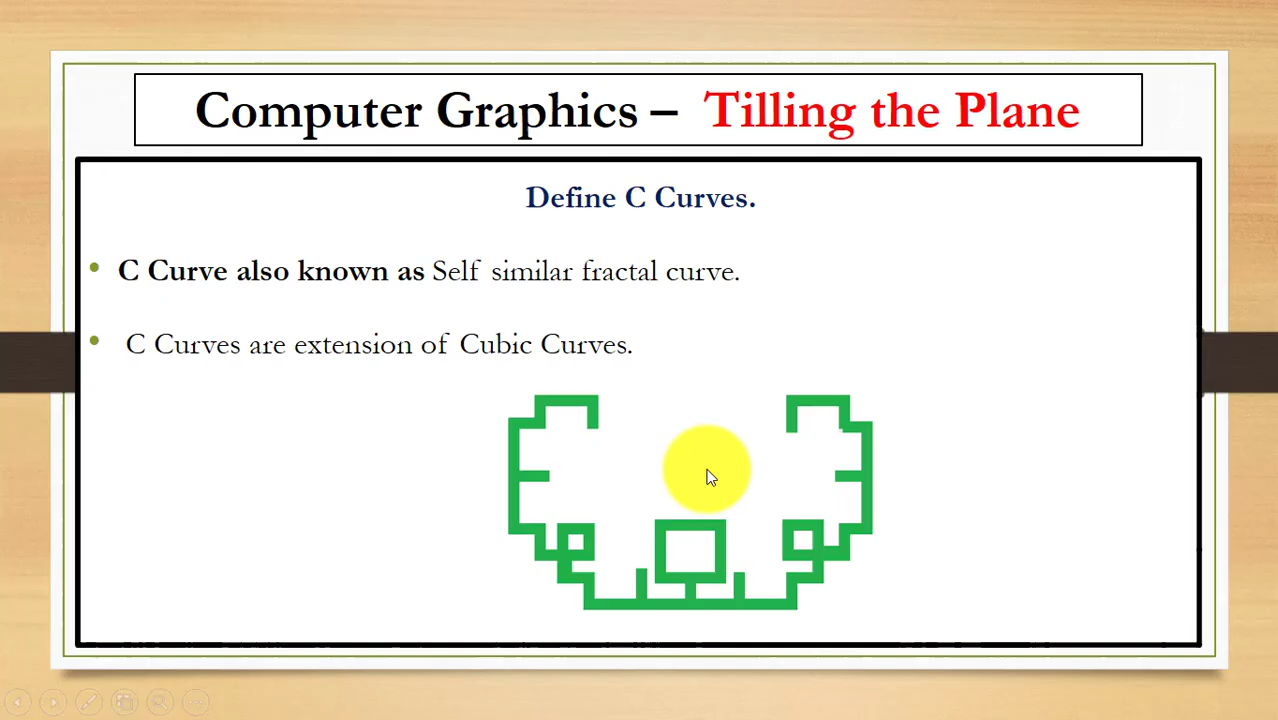 Computer Graphics – Tilling the Plane
Define C Curves.
• C Curve also known as Self similar fractal curve.
• C Curves are extension of Cubic Curves.